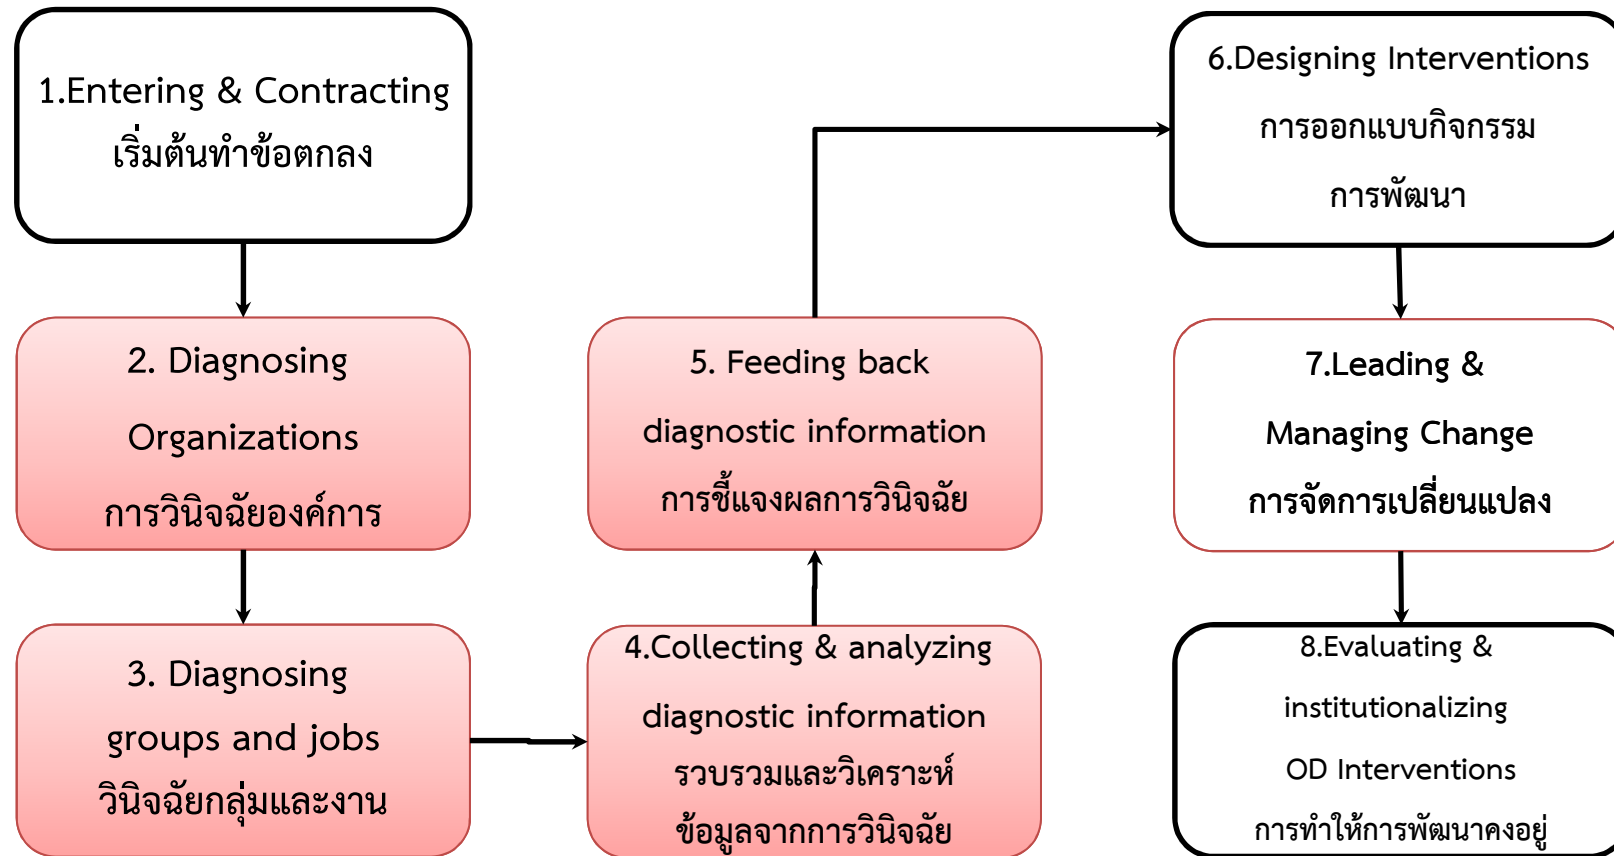 1.Entering & Contracting
เริ่มต้นทำข้อตกลง
2. Diagnosing
Organizations
การวินิจฉัยองค์การ
3. Diagnosing
groups and jobs
วินิจฉัยกลุ่มและงาน
4.Collecting & analyzing
diagnostic information
รวบรวมและวิเคราะห์
ข้อมูลจากการวินิจฉัย
5. Feeding back
diagnostic information
การชี้แจงผลการวินิจฉัย
6.Designing Interventions
การออกแบบกิจกรรม
การพัฒนา
7.Leading &
Managing Change
การจัดการเปลี่ยนแปลง
8.Evaluating &
institutionalizing
OD Interventions
การทำให้การพัฒนาคงอยู่